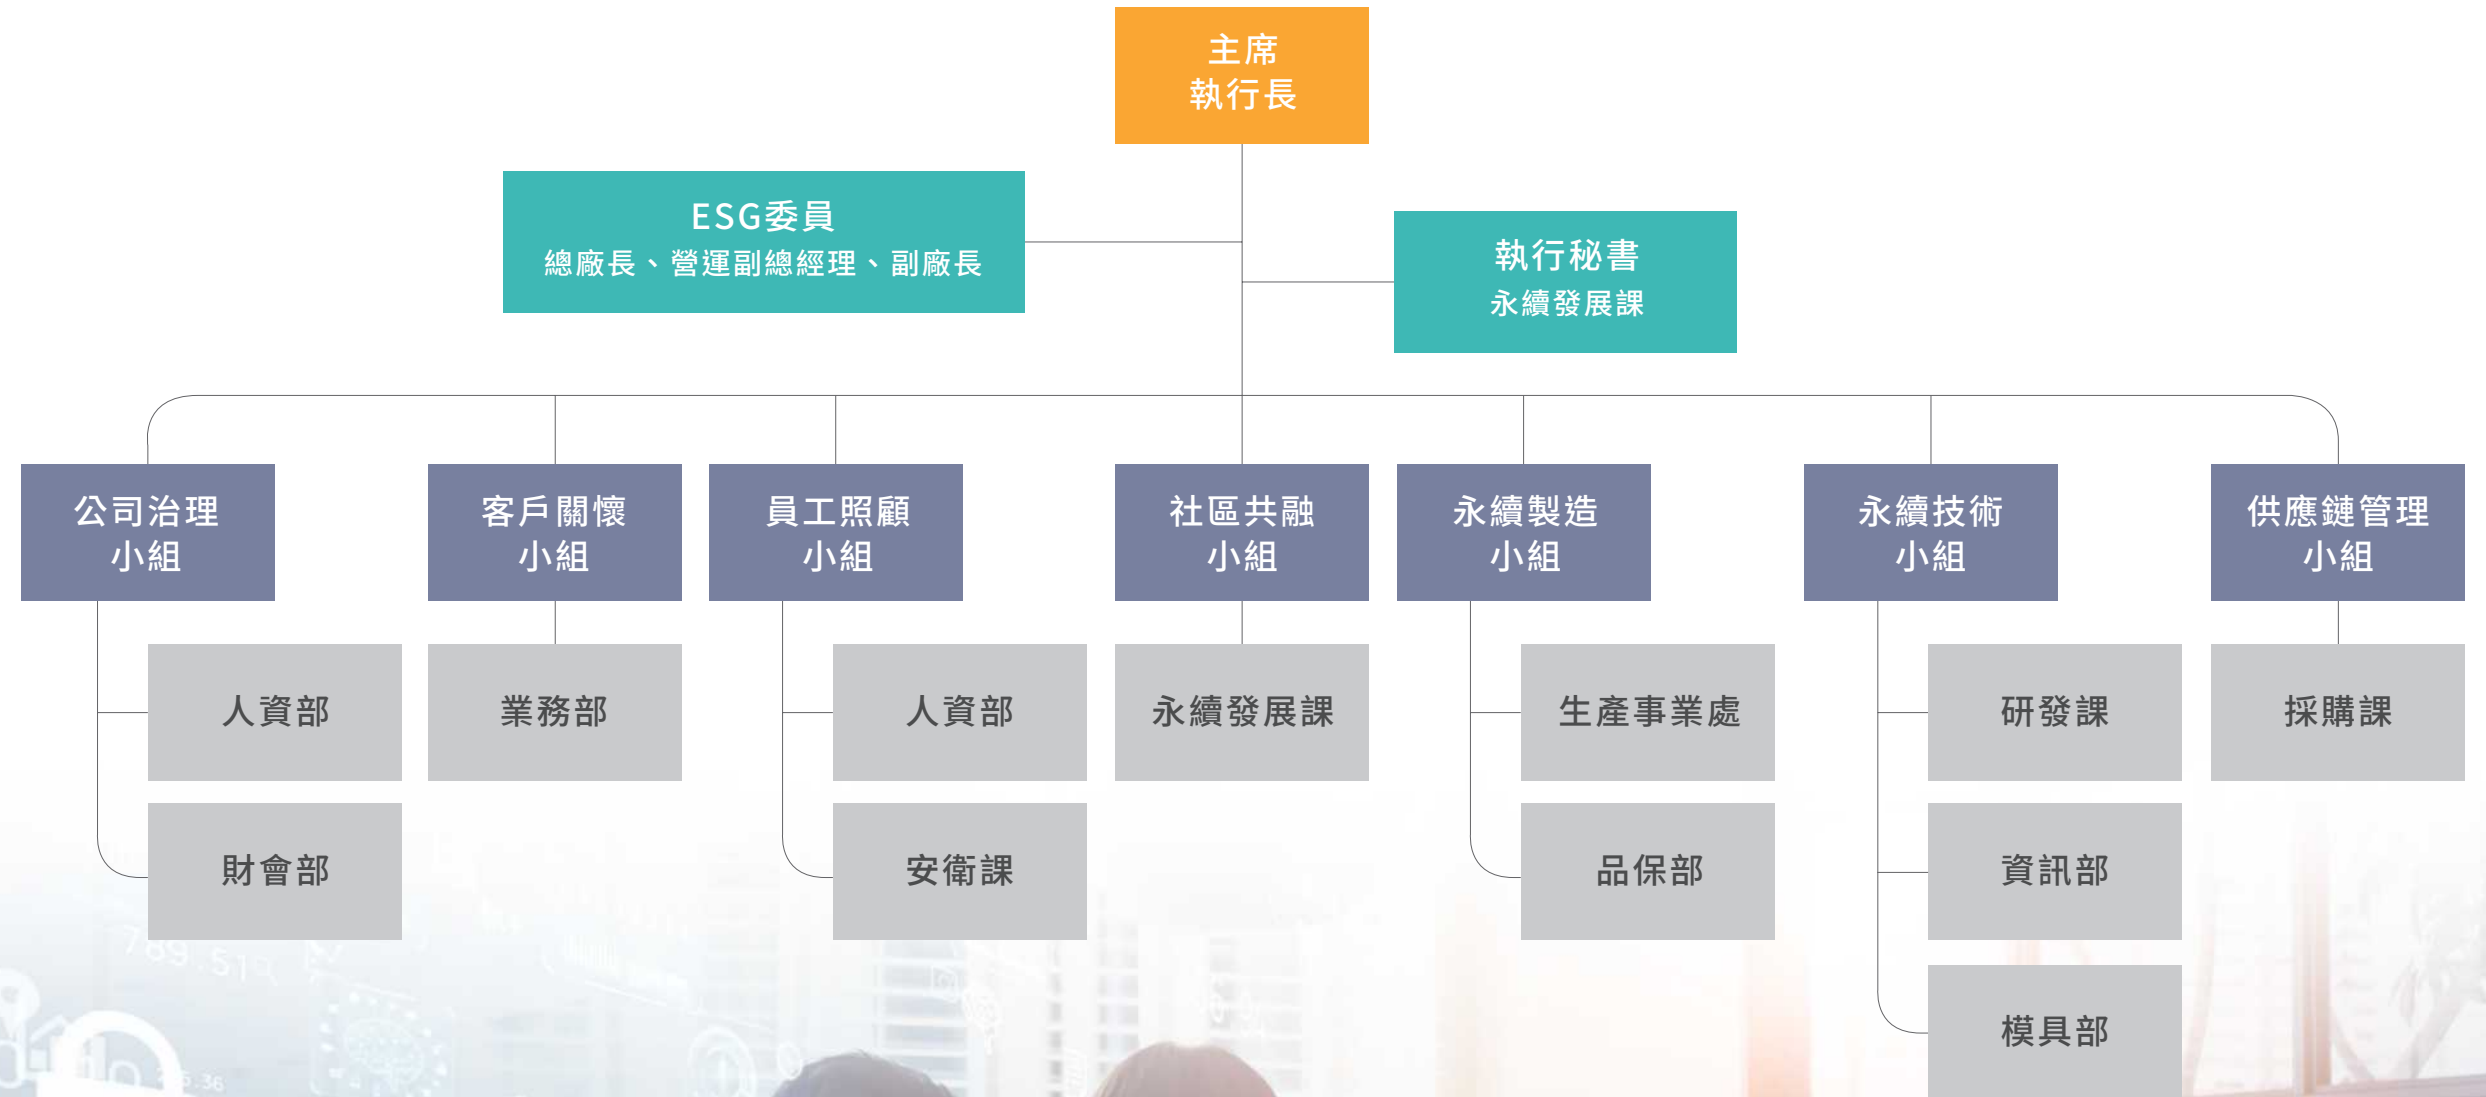 主席
執行長
ESG委員
總廠長、營運副總經理、副廠長
執行秘書
永續發展課
公司治理
小組
客戶關懷
小組
員工照顧
小組
社區共融
小組
永續製造
小組
永續技術
小組
供應鏈管理
小組
人資部
業務部
人資部
永續發展課
生產事業處
研發課
採購課
財會部
安衛課
品保部
資訊部
模具部